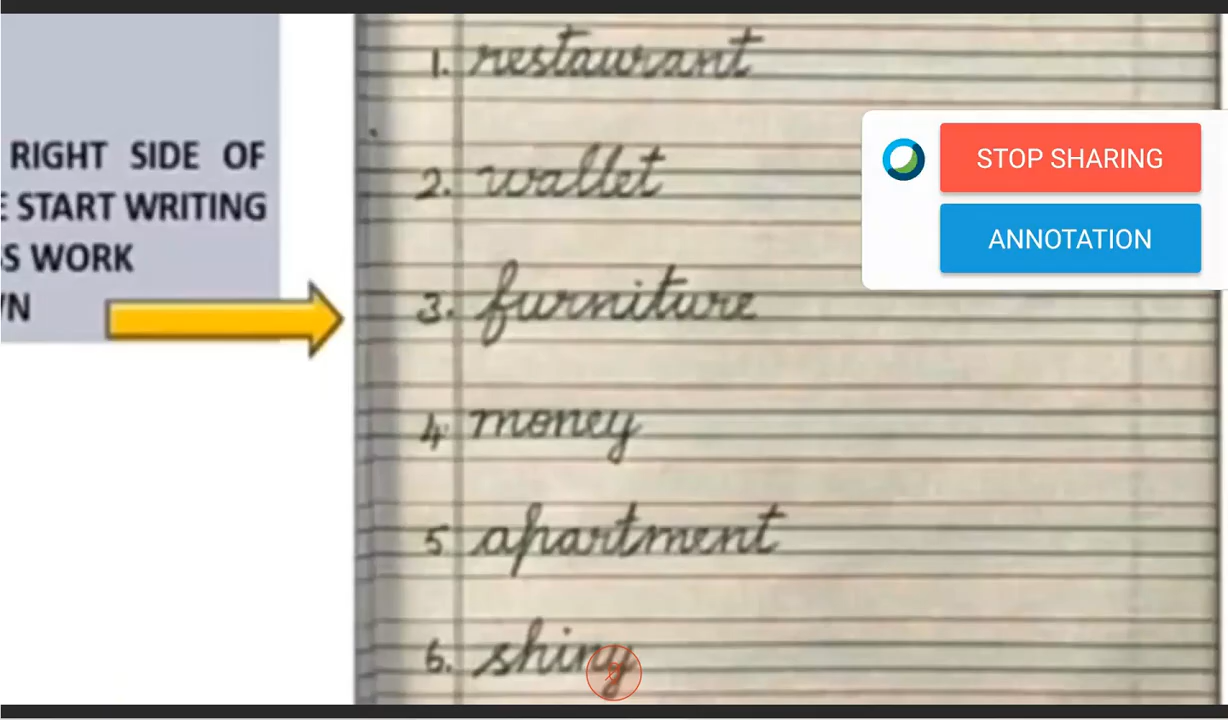 RIGHT SIDE OF
START WRITING
WORK
1. restaurant
2. wallet
3. furniture
4. money
5. apartment
6. shiny
STOP SHARING
ANNOTATION